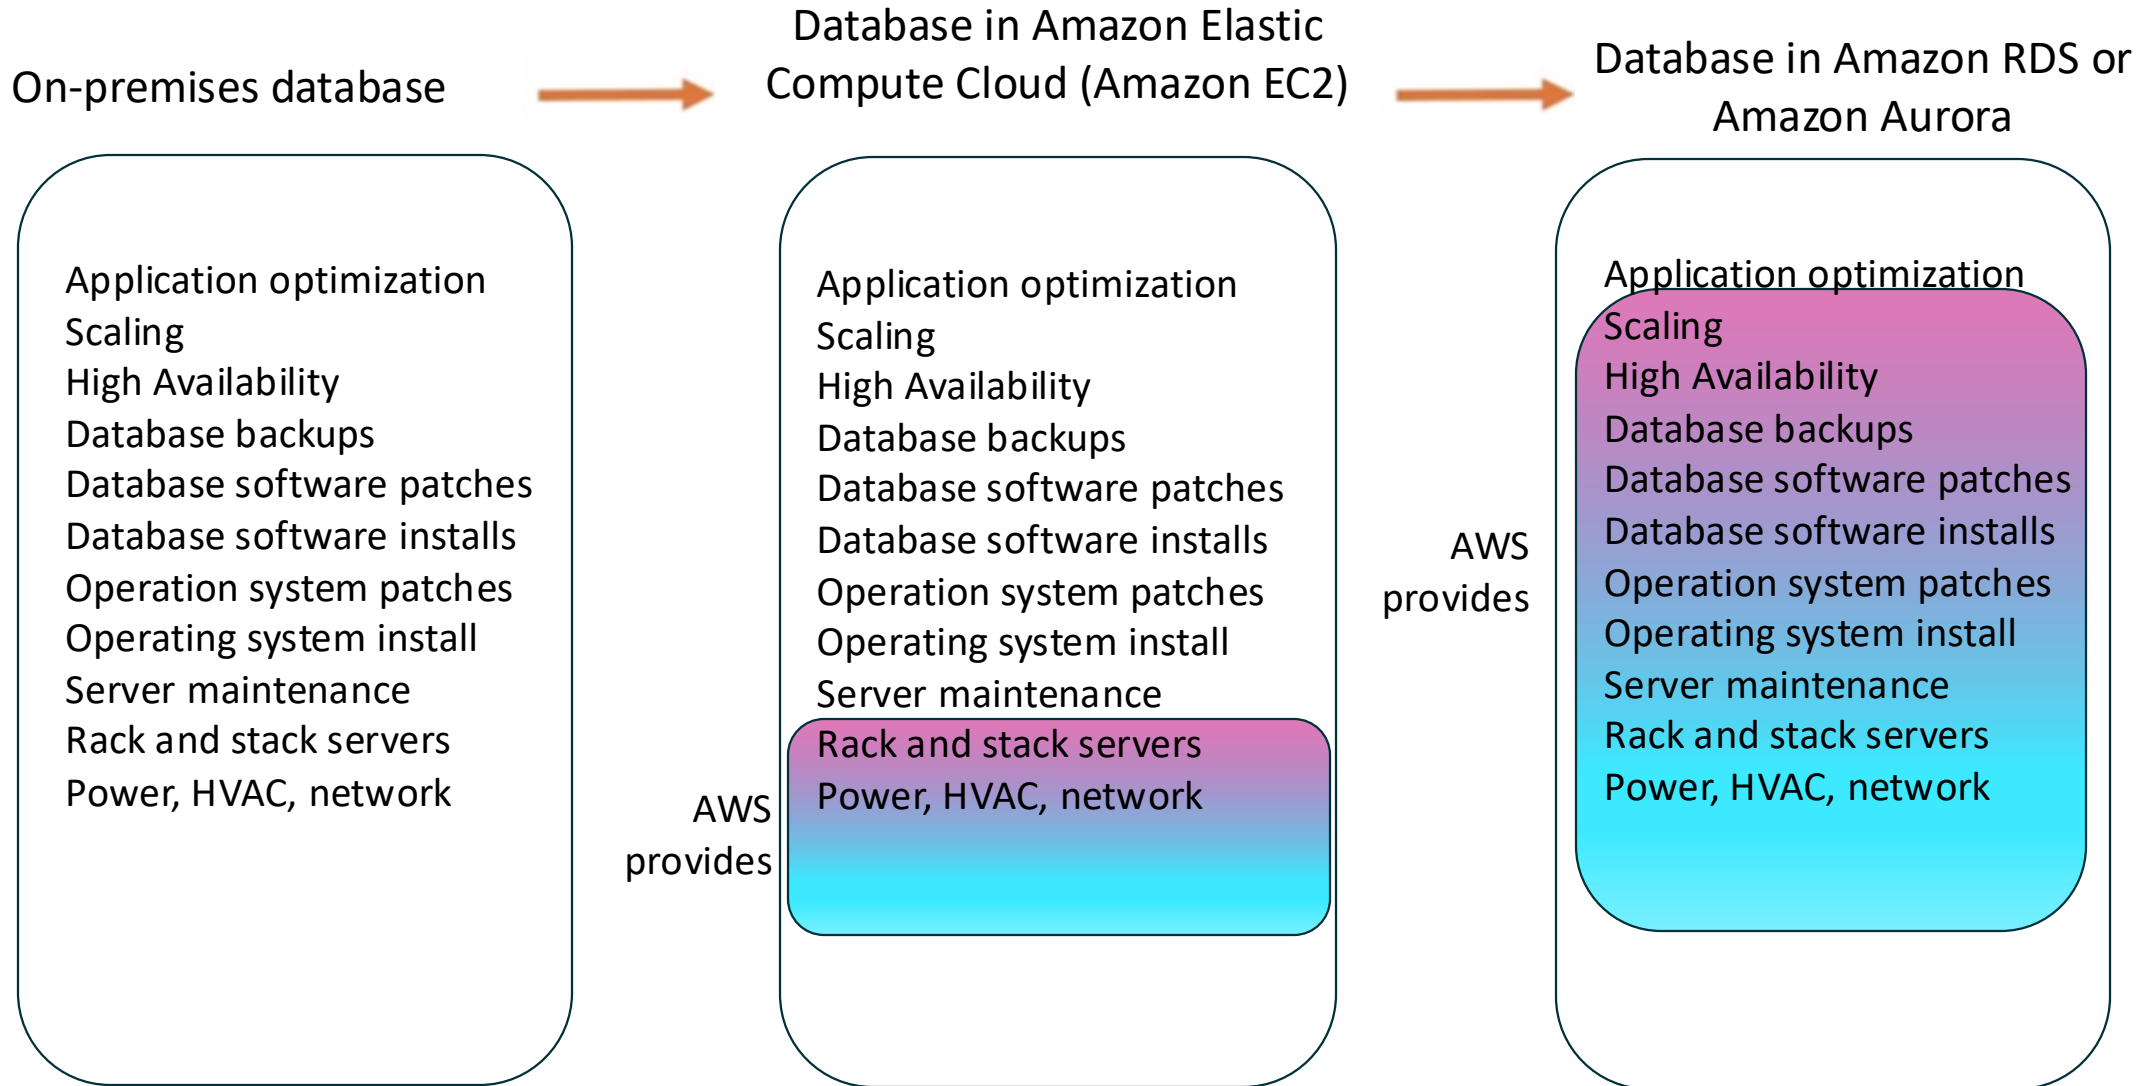 On-premises database
Database in Amazon Elastic
Compute Cloud (Amazon EC2)
Database in Amazon RDS or
Amazon Aurora
Application optimization
Scaling
High Availability
Database backups
Database software patches
Database software installs
Operation system patches
Operating system install
Server maintenance
Rack and stack servers
Power, HVAC, network
AWS
provides
Application optimization
Scaling
High Availability
Database backups
Database software patches
Database software installs
Operation system patches
Operating system install
Server maintenance
Rack and stack servers
Power, HVAC, network
AWS
provides
Application optimization
Scaling
High Availability
Database backups
Database software patches
Database software installs
Operation system patches
Operating system install
Server maintenance
Rack and stack servers
Power, HVAC, network